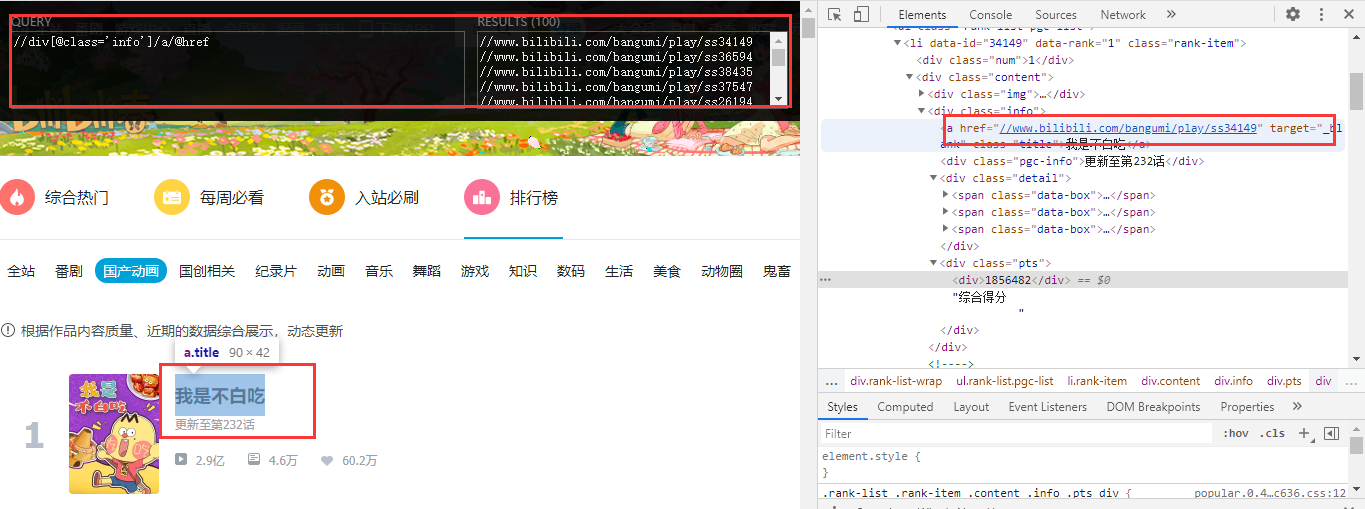 QUERY
//div[@class='info']/a/@href
RESULTS (100)
//www.bilibili.com/bangumi/play/ss34149
//www.bilibili.com/bangumi/play/ss36594
//www.bilibili.com/bangumi/play/ss38435
//www.bilibili.com/bangumi/play/ss37547
//www.bilibili.com/bangumi/play/ss26194
综合热门
每周必看
入站必刷
排行榜
全站 番剧 国产动画 国创相关 纪录片 动画 音乐 舞蹈 游戏 知识 数码 生活 美食 动物圈 鬼畜
根据作品内容质量、近期的数据综合展示，动态更新
a.title 90 × 42
1
我是不白吃
我是不白吃
更新至第232话
2.9亿 4.6万 60.2万
Elements Console Sources Network »
<li data-id="34149" data-rank="1" class="rank-item">
<div class="num">1</div>
<div class="content">
<div class="img">…</div>
<div class="info">
<a href="//www.bilibili.com/bangumi/play/ss34149" target="_bl
ank" class="title">我是不白吃</a>
<div class="pgc-info">更新至第232话</div>
<div class="detail">
<span class="data-box">…</span>
<span class="data-box">…</span>
<span class="data-box">…</span>
</div>
<div class="pts">
<div>1856482</div> == $0
"综合得分
"
</div>
</div>
<!---->
… div.rank-list-wrap ul.rank-list.pgc-list li.rank-item div.content div.info div.pts div …
Styles Computed Layout Event Listeners DOM Breakpoints Properties »
Filter :hov .cls +
element.style {
}
.rank-list .rank-item .content .info .pts div { popular.0.4…c636.css:12